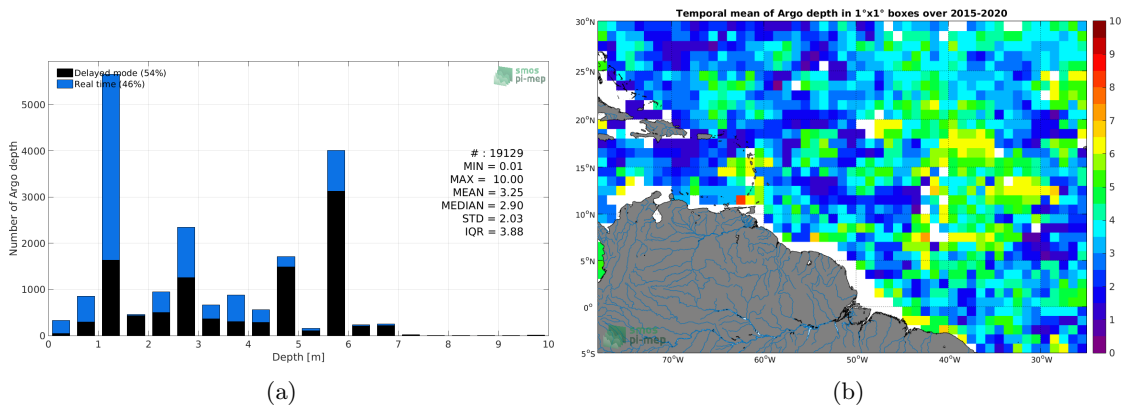 Delayed mode (54%)
Real time (46%)
smos
pi-mep
# : 19129
MIN = 0.01
MAX = 10.00
MEAN = 3.25
MEDIAN = 2.90
STD = 2.03
IQR = 3.88
Number of Argo depth
5000
4000
3000
2000
1000
0
0 1 2 3 4 5 6 7 8 9 10
Depth [m]
(a)
Temporal mean of Argo depth in 1°x1° boxes over 2015-2020
30°N
25°N
20°N
15°N
10°N
5°N
0°
5°S
70°W 60°W 50°W 40°W 30°W
smos
pi-mep
10
9
8
7
6
5
4
3
2
1
0
(b)